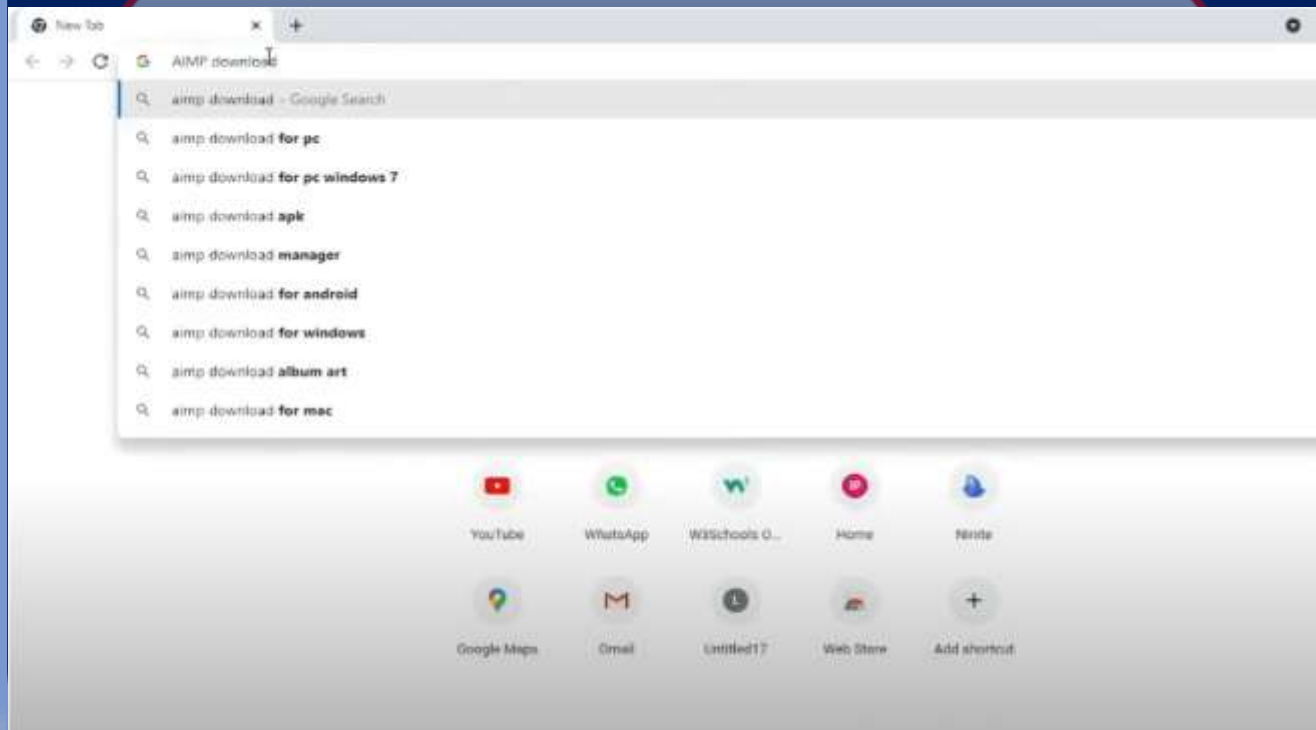 New Tab
AIMP download
aimp download - Google Search
aimp download for pc
aimp download for pc windows 7
aimp download apk
aimp download manager
aimp download for android
aimp download for windows
aimp download album art
aimp download for mac
YouTube WhatsApp W3Schools O... Home Ninite
Google Maps Gmail Untitled17 Web Store Add shortcut